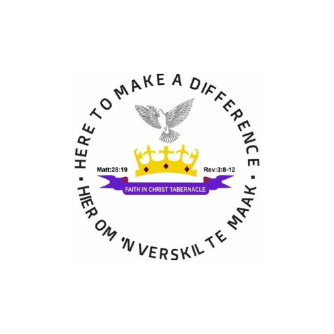 HERE TO MAKE A DIFFERENCE
Matt:28:19
Rev:3:8-12
FAITH IN CHRIST TABERNACLE
HIER OM 'N VERSKIL TE MAAK